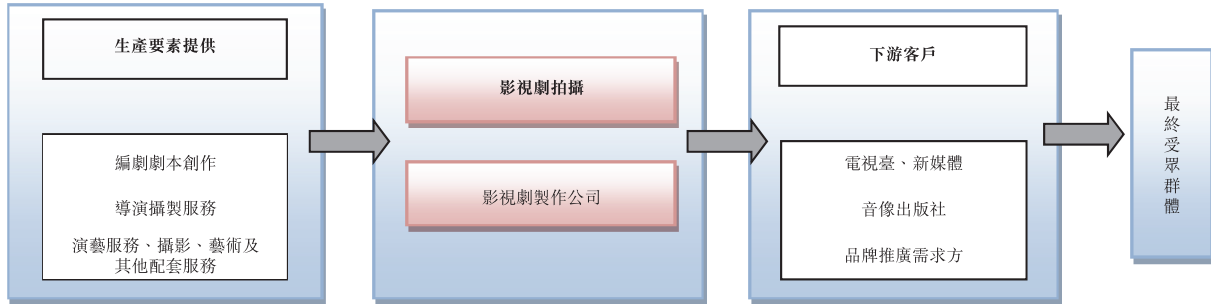 生產要素提供
編劇劇本創作
導演攝製服務
演藝服務、攝影、藝術及
其他配套服務
影視劇拍攝
影視劇製作公司
下游客戶
電視臺、新媒體
音像出版社
品牌推廣需求方
最終受眾群體